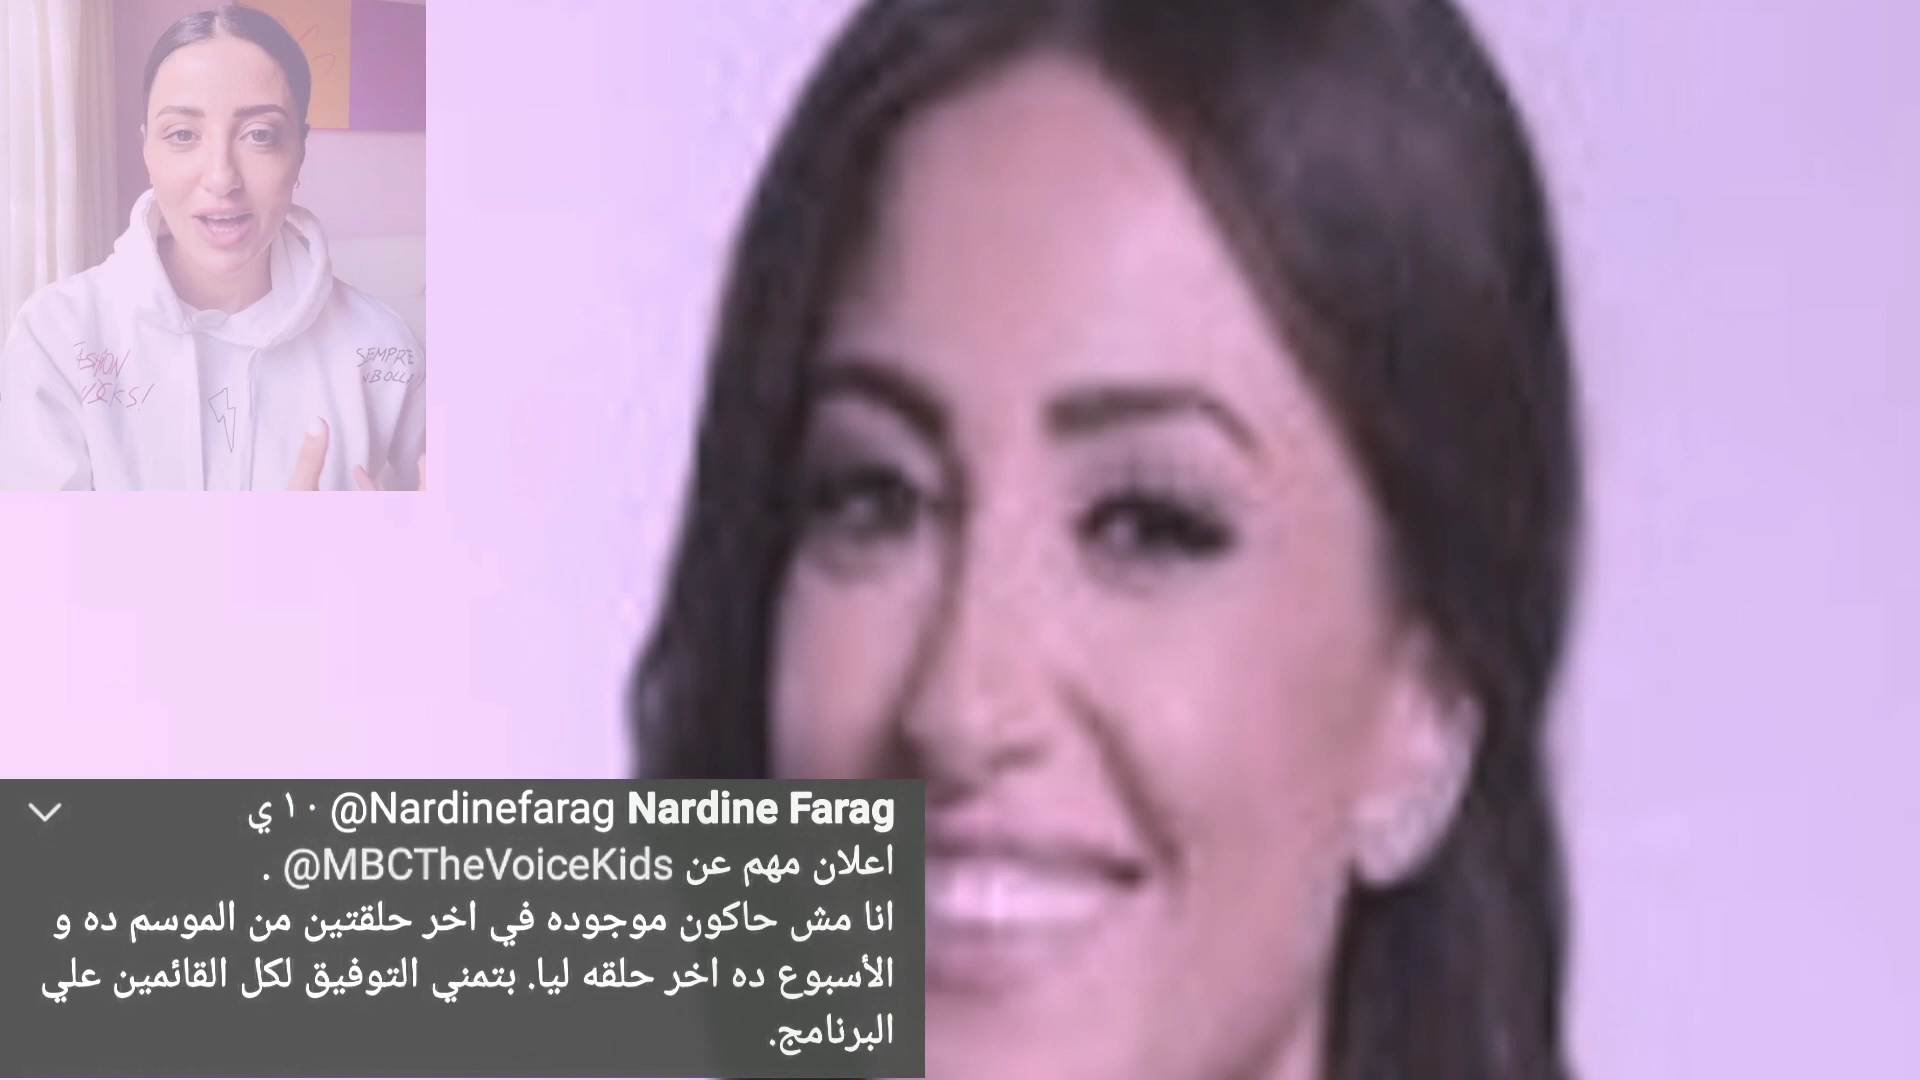 SEMPRE
Nardine Farag @Nardinefarag · ١٠ ي
اعلان مهم عن @MBCTheVoiceKids .
انا مش حاكون موجوده في اخر حلقتين من الموسم ده و
الأسبوع ده اخر حلقه ليا. بتمني التوفيق لكل القائمين علي
البرنامج.